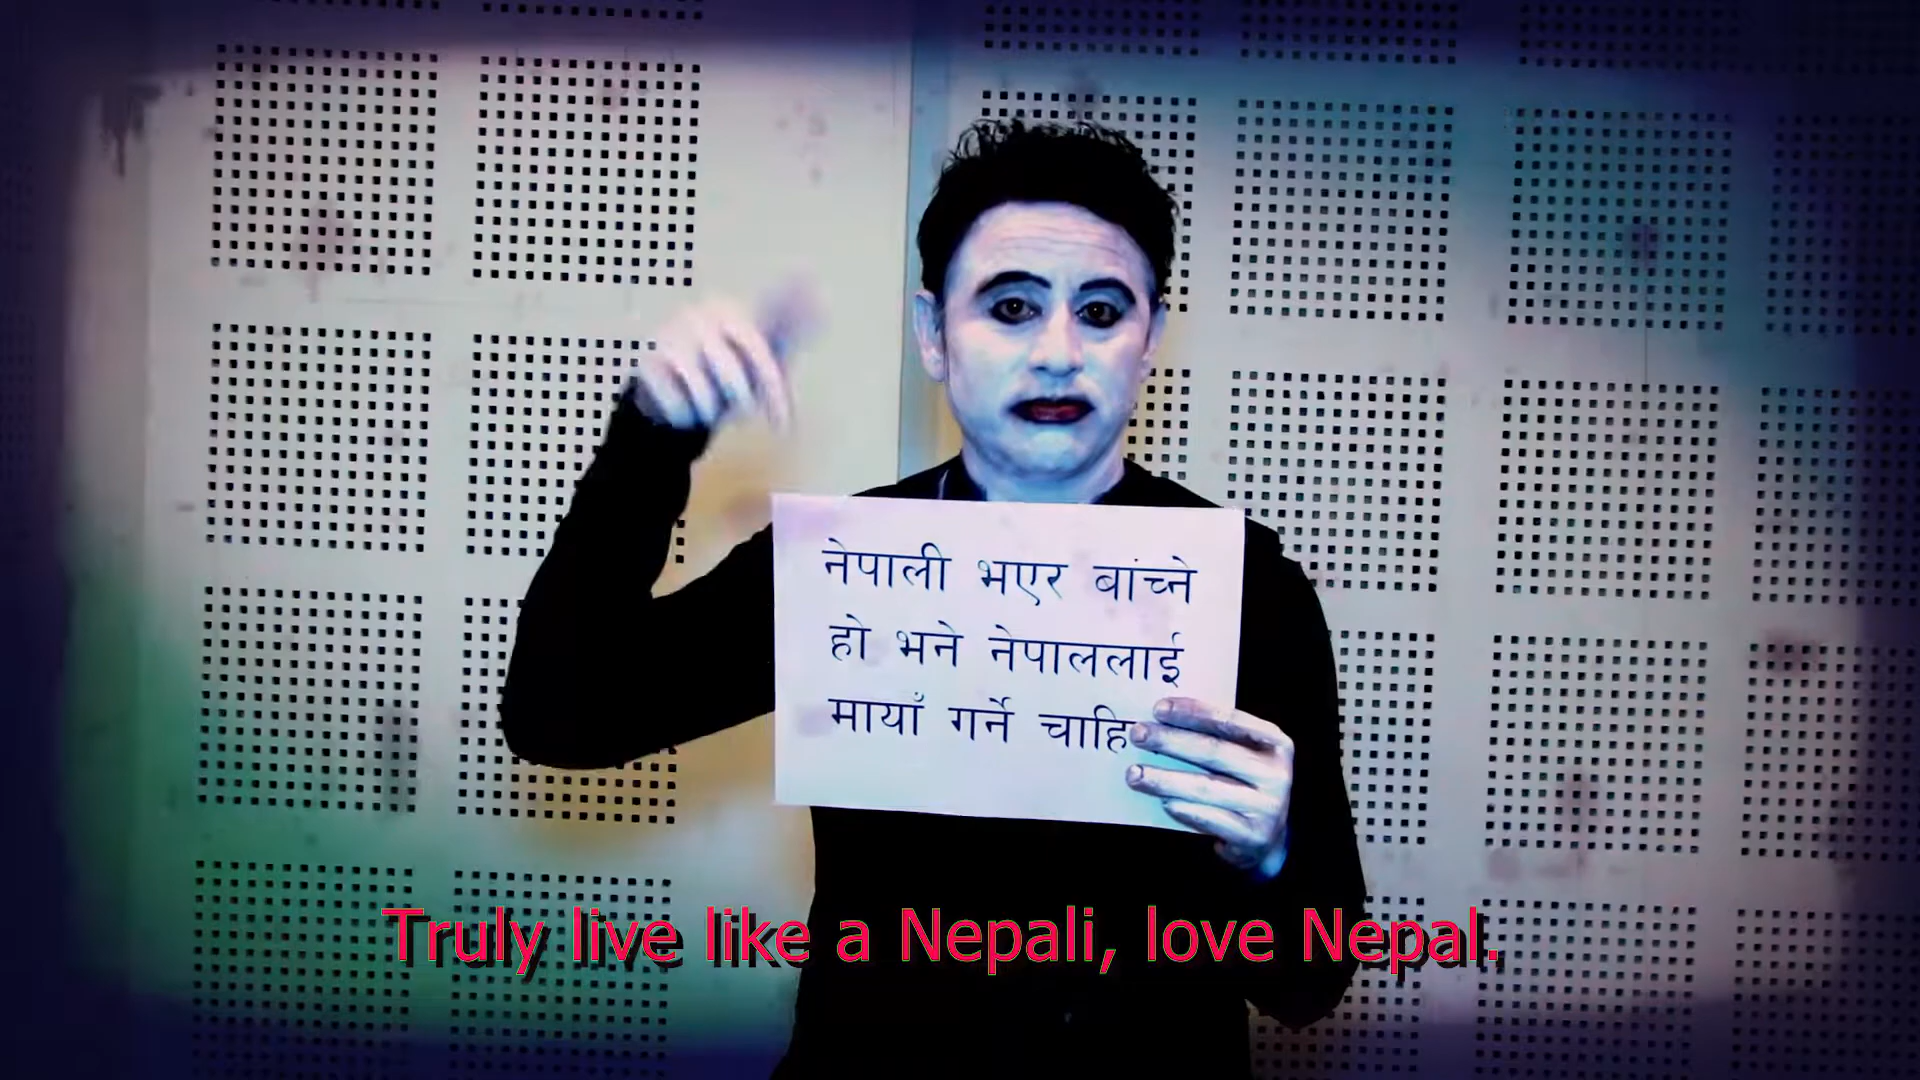 नेपाली भएर बांच्ने
हो भने नेपाललाई
मायाँ गर्ने
Truly live like a Nepali, love Nepal.